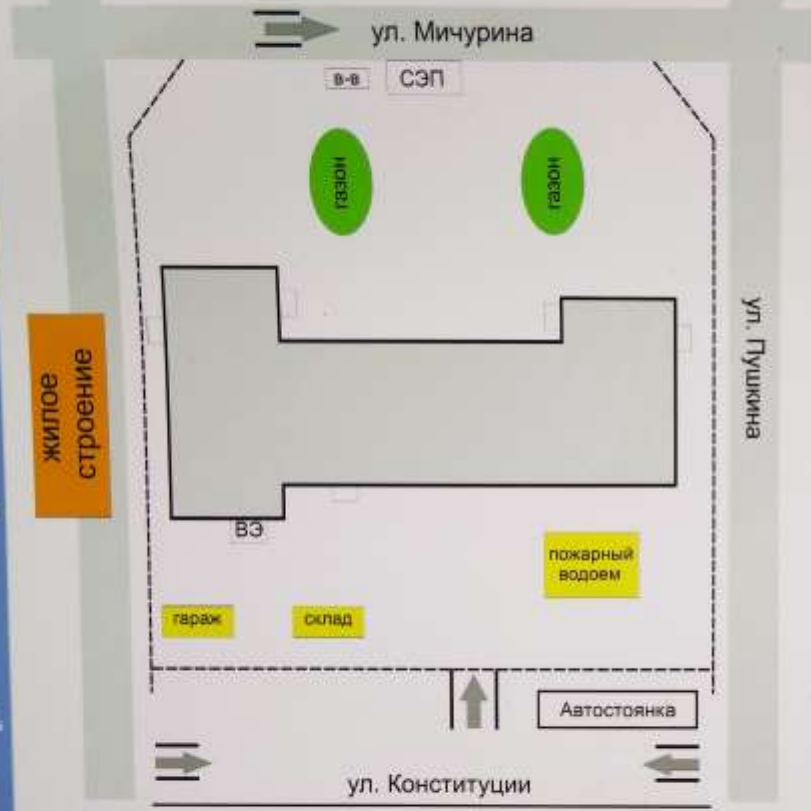 ул. Мичурина
в-в
СЭП
газон
газон
ул. Пушкина
жилое
строение
ВЭ
пожарный
водоем
гараж
склад
Автостоянка
ул. Конституции